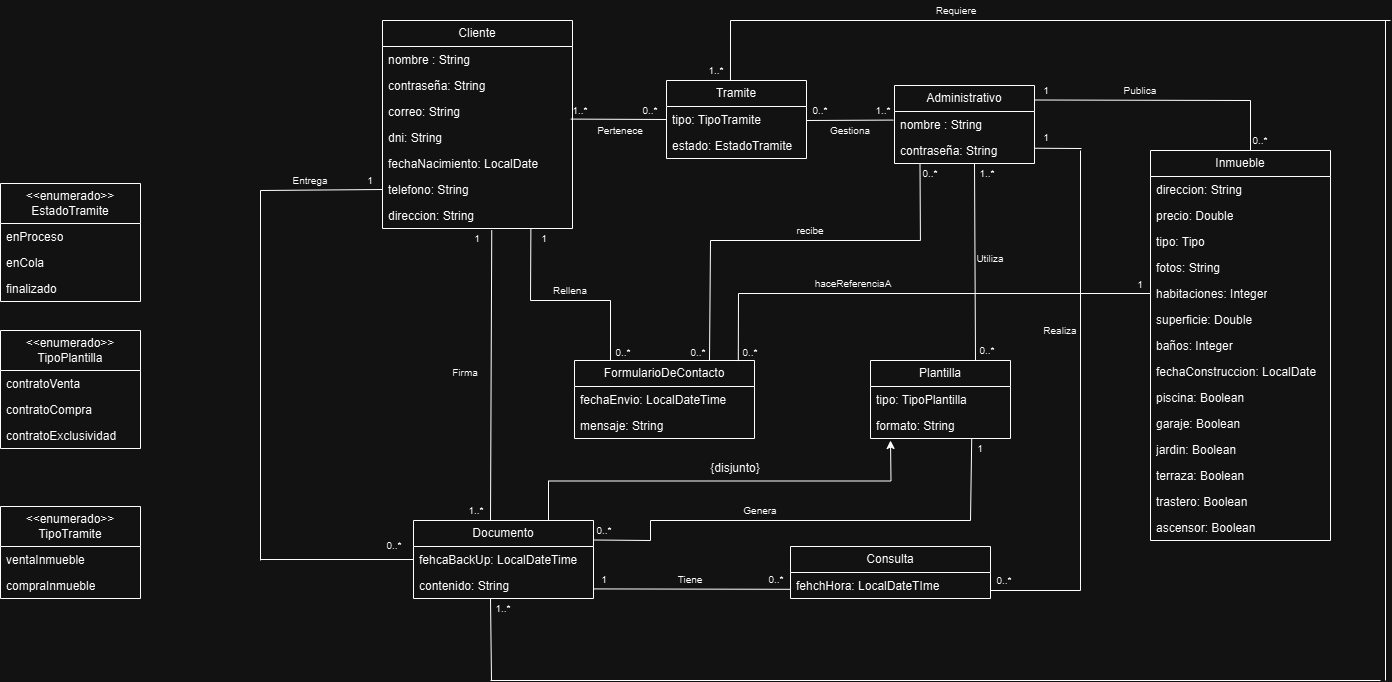 Requiere
Cliente
nombre : String
contraseña: String
correo: String
dni: String
fechaNacimiento: LocalDate
telefono: String
direccion: String
1..*
0..*
Pertenece
1..*
Tramite
tipo: TipoTramite
estado: EstadoTramite
0..*
1..*
Gestiona
Administrativo
nombre : String
contraseña: String
1
Publica
0..*
1
Inmueble
direccion: String
precio: Double
tipo: Tipo
fotos: String
habitaciones: Integer
superficie: Double
baños: Integer
fechaConstruccion: LocalDate
piscina: Boolean
garaje: Boolean
jardin: Boolean
terraza: Boolean
trastero: Boolean
ascensor: Boolean
Entrega
1
<<enumerado>>
EstadoTramite
enProceso
enCola
finalizado
1
1
0..*
1..*
recibe
Utiliza
Rellena
haceReferenciaA
1
Realiza
<<enumerado>>
TipoPlantilla
contratoVenta
contratoCompra
contratoExclusividad
Firma
0..*
0..*
0..*
0..*
FormularioDeContacto
fechaEnvio: LocalDateTime
mensaje: String
Plantilla
tipo: TipoPlantilla
formato: String
1
{disjunto}
Genera
<<enumerado>>
TipoTramite
ventaInmueble
compraInmueble
1..*
0..*
0..*
Documento
fehcaBackUp: LocalDateTime
contenido: String
1
Tiene
0..*
Consulta
fehchHora: LocalDateTIme
0..*
1..*